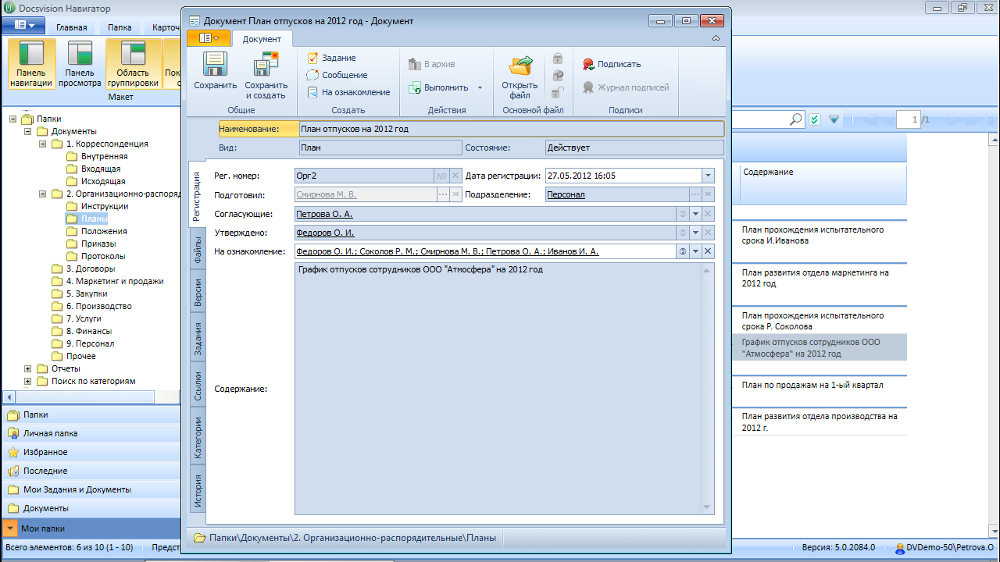 Docsvision Навигатор
Главная
Папка
Карточ
Панель навигации
Панель просмотра
Область группировки
Макет
Папки
Документы
1. Корреспонденция
Внутренняя
Входящая
Исходящая
2. Организационно-распоряд
Инструкции
Планы
Положения
Приказы
Протоколы
3. Договоры
4. Маркетинг и продажи
5. Закупки
6. Производство
7. Услуги
8. Финансы
9. Персонал
Прочее
Отчеты
Поиск по категориям
Папки
Личная папка
Избранное
Последние
Мои Задания и Документы
Документы
Мои папки
Всего элементов: 6 из 10 (1 - 10)
Предст
Документ План отпусков на 2012 год - Документ
Документ
Сохранить
Сохранить
и создать
Общие
Задание
Сообщение
На ознакомление
Создать
В архив
Выполнить
Действия
Открыть
файл
Основной файл
Подписать
Журнал подписей
Подписи
Наименование: План отпусков на 2012 год
Вид: План Состояние: Действует
Регистрация
Файлы
Версии
Задания
Ссылки
Категории
История
Рег. номер: Орг2 № Дата регистрации: 27.05.2012 16:05
Подготовил: Смирнова М. В. Подразделение: Персонал
Согласующие: Петрова О. А.
Утверждено: Федоров О. И.
На ознакомление: Федоров О. И.; Соколов Р. М.; Смирнова М. В.; Петрова О. А.; Иванов И. А.
График отпусков сотрудников ООО "Атмосфера" на 2012 год
Содержание:
Папки\Документы\2. Организационно-распорядительные\Планы
1 /1
Содержание
План прохождения испытательного
срока И.Иванова
План развития отдела маркетинга на
2012 год
План прохождения испытательного
срока Р. Соколова
График отпусков сотрудников ООО
"Атмосфера" на 2012 год
План по продажам на 1-ый квартал
План развития отдела производства на
2012 г.
Версия: 5.0.2084.0
DVDemo-50\Petrova.O